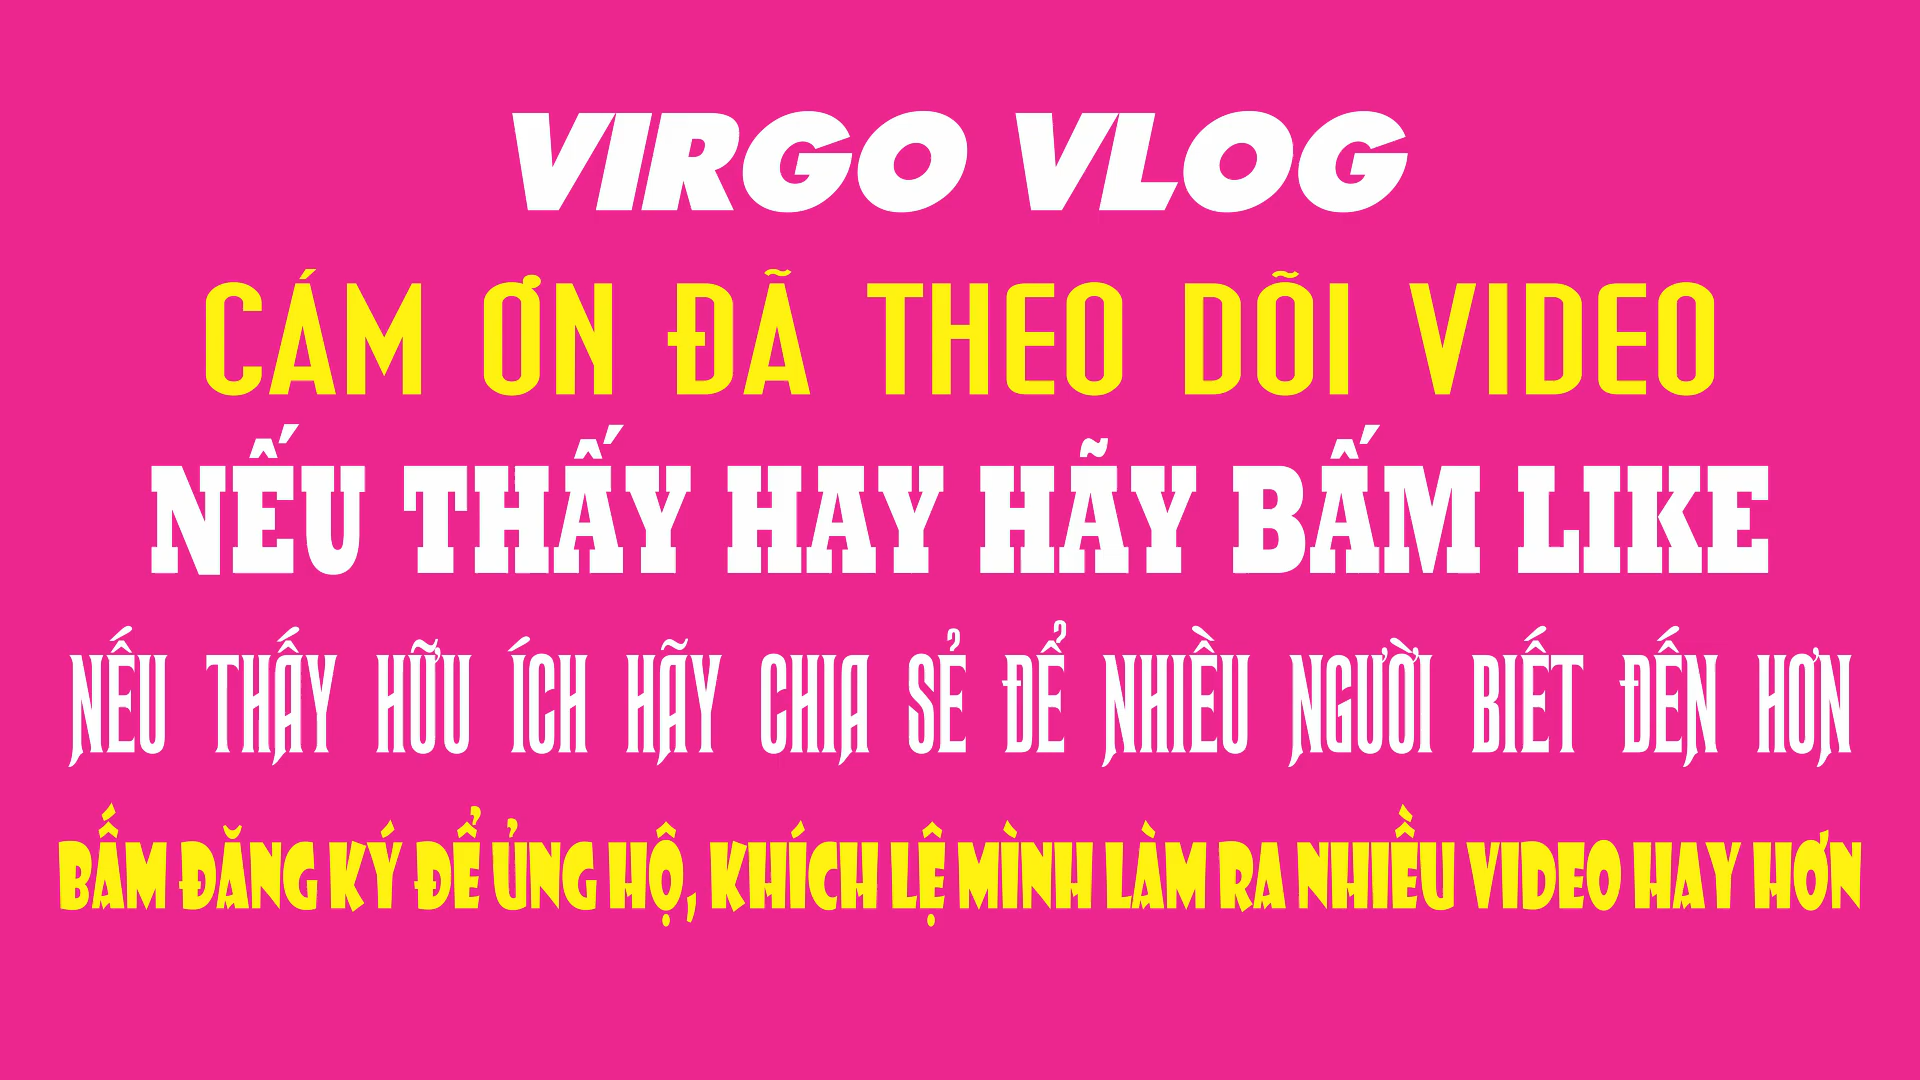 VIRGO VLOG
CÁM ƠN ĐÃ THEO DÕI VIDEO
NẾU THẤY HAY HÃY BẤM LIKE
NẾU THẤY HỮU ÍCH HÃY CHIA SẺ ĐỂ NHIỀU NGƯỜI BIẾT ĐẾN HƠN
BẤM ĐĂNG KÝ ĐỂ ỦNG HỘ, KHÍCH LỆ MÌNH LÀM RA NHIỀU VIDEO HAY HƠN